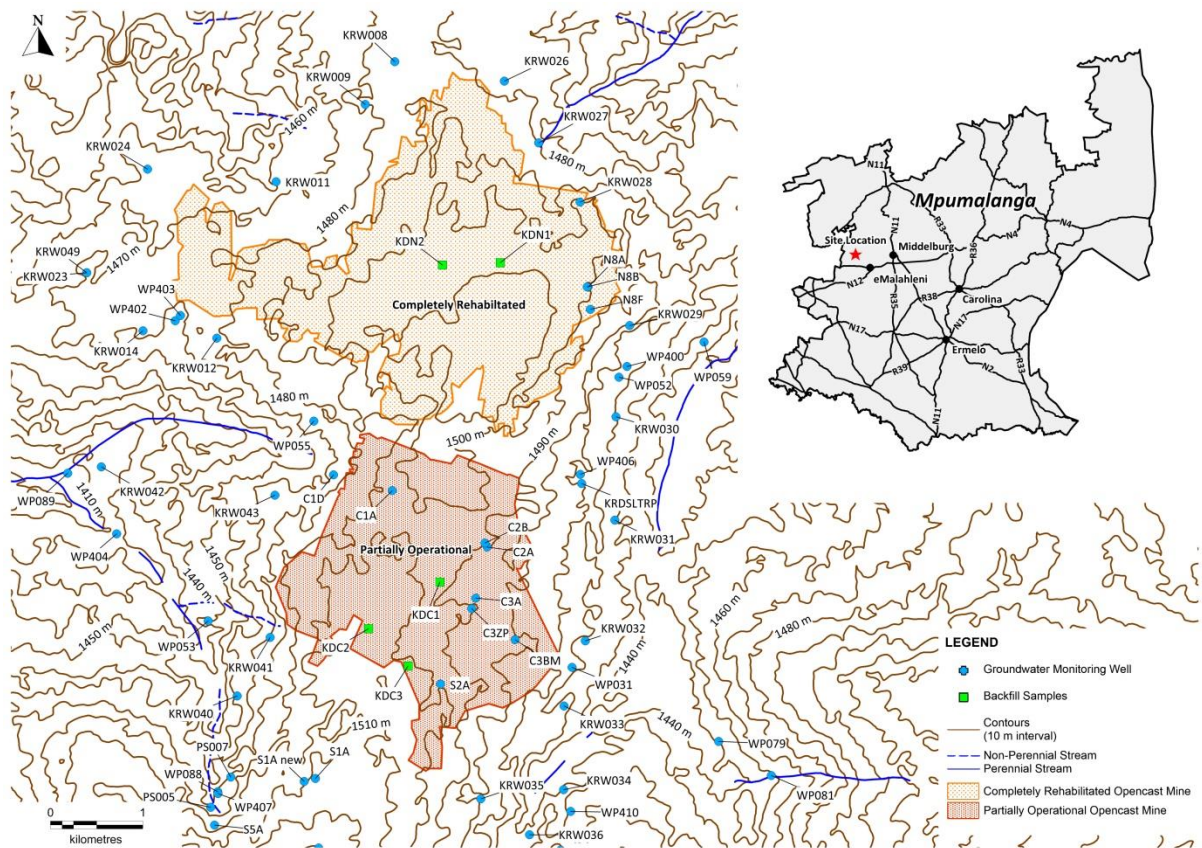 N
KRW008
KRW009
KRW026
1460 m
KRW027
1480 m
KRW024
KRW011
KRW028
1480 m
KRW049
KRW023
1470 m
KDN2
KDN1
N8A
N8B
N8F
WP403
WP402
Completely Rehabiltated
KRW029
KRW014
KRW012
WP400
WP052
WP059
1480 m
WP055
1500 m
1490 m
KRW030
WP406
WP089
KRW042
C1D
KRW043
KRDSLTRP
1410 m
C1A
C2B
C2A
KRW031
WP404
Partially Operational
1450 m
1440 m
C3A
KDC1
1450 m
WP053
KRW041
KDC2
C3ZP
C3BM
KRW032
1440 m
WP031
KDC3
S2A
KRW040
1510 m
KRW033
1440 m
WP079
PS007
S1A new
S1A
WP088
PS005
WP407
S5A
KRW035
KRW034
WP410
KRW036
WP081
1460 m
1480 m
0 1
kilometres
N11
Mpumalanga
N4
Site Location
N11
R33
R36
N4
N4
Middelburg
eMalahleni
N12
R35
R38
Carolina
N17
N17
Ermelo
R39
N2
R33
N11
LEGEND
Groundwater Monitoring Well
Backfill Samples
Contours
(10 m interval)
Non-Perennial Stream
Perennial Stream
Completely Rehabilitated Opencast Mine
Partially Operational Opencast Mine